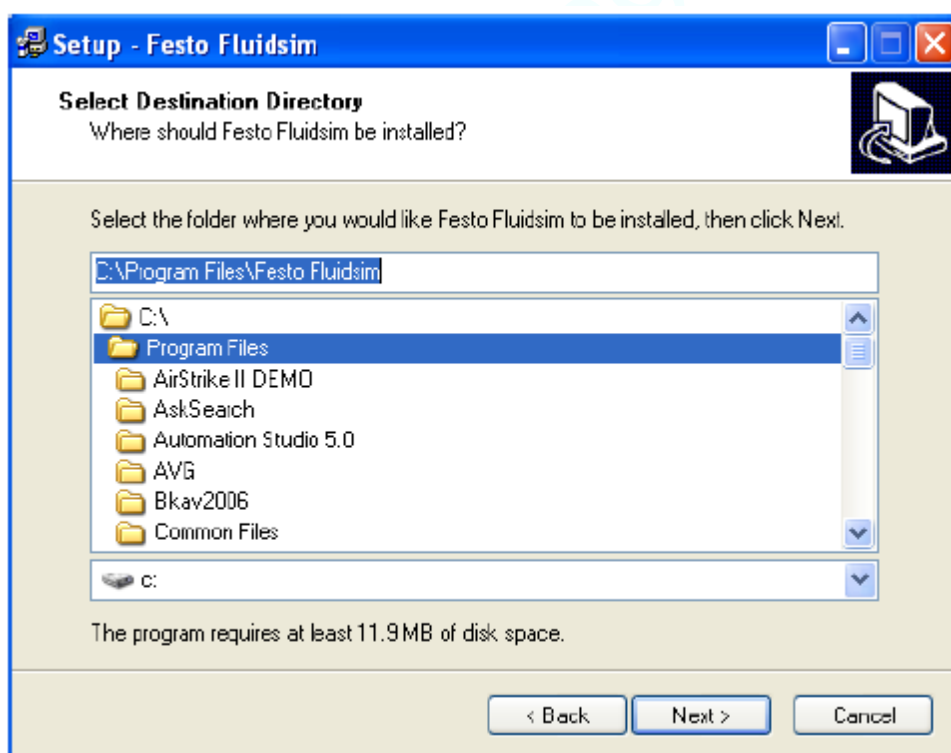 Setup - Festo Fluidsim
Select Destination Directory
Where should Festo Fluidsim be installed?
Select the folder where you would like Festo Fluidsim to be installed, then click Next.
C:\Program Files\Festo Fluidsim
C:\
Program Files
AirStrike II DEMO
AskSearch
Automation Studio 5.0
AVG
Bkav2006
Common Files
c:
The program requires at least 11.9 MB of disk space.
< Back Next > Cancel